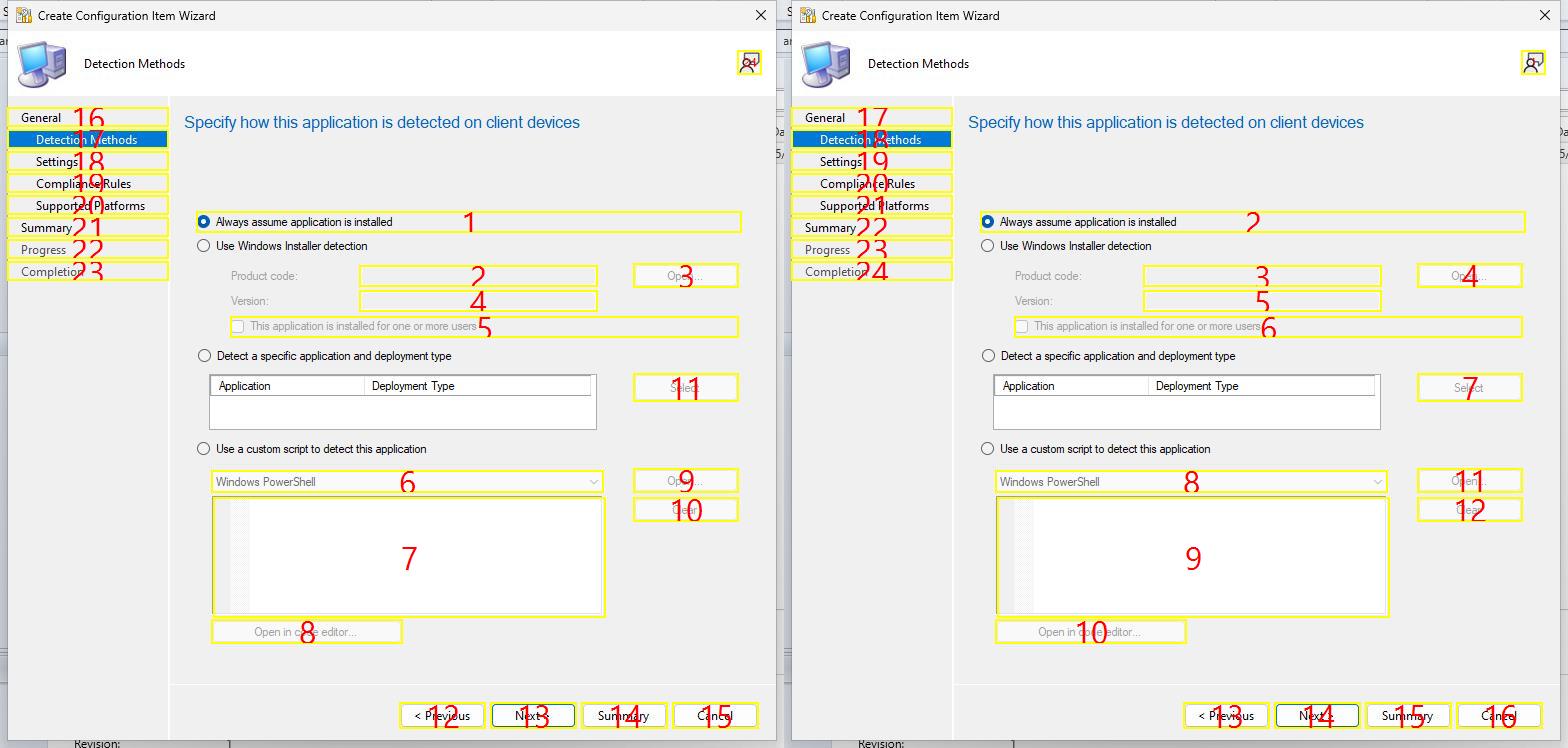 Create Configuration Item Wizard
Detection Methods
24
General 16
Detection Methods 17
Settings 18
Compliance Rules 19
Supported Platforms 20
Summary 21
Progress 22
Completion 23
Specify how this application is detected on client devices
Always assume application is installed 1
Use Windows Installer detection
Product code: 2 Open... 3
Version: 4
This application is installed for one or more users 5
Detect a specific application and deployment type
Application Deployment Type Select 11
Use a custom script to detect this application
Windows PowerShell 6 Open... 9
Clear 10
7
Open in code editor... 8
< Previous 12 Next > 13 Summary 14 Cancel 15
Revision: 1
Create Configuration Item Wizard
Detection Methods
General 17
Detection Methods 18
Settings 19
Compliance Rules 20
Supported Platforms 21
Summary 22
Progress 23
Completion 24
Specify how this application is detected on client devices
Always assume application is installed 2
Use Windows Installer detection
Product code: 3 Open... 4
Version: 5
This application is installed for one or more users 6
Detect a specific application and deployment type
Application Deployment Type Select 7
Use a custom script to detect this application
Windows PowerShell 8 Open... 11
Clear 12
9
Open in code editor... 10
< Previous 13 Next > 14 Summary 15 Cancel 16
Revision: 1